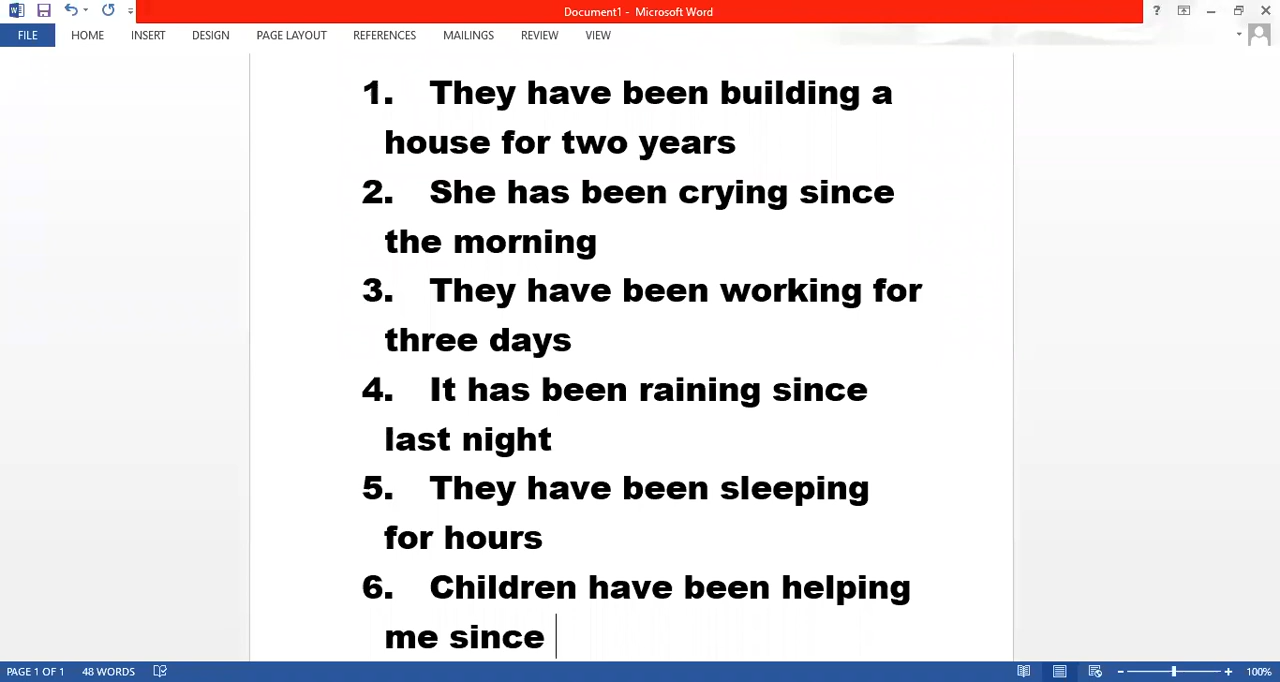 Document1 - Microsoft Word
?
FILE HOME INSERT DESIGN PAGE LAYOUT REFERENCES MAILINGS REVIEW VIEW
1. They have been building a
house for two years
2. She has been crying since
the morning
3. They have been working for
three days
4. It has been raining since
last night
5. They have been sleeping
for hours
6. Children have been helping
me since
PAGE 1 OF 1 48 WORDS 100%